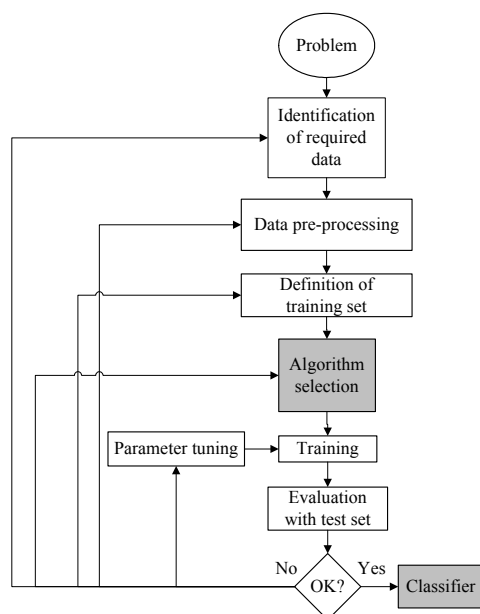 Problem
Identification
of required
data
Data pre-processing
Definition of
training set
Algorithm
selection
Parameter tuning
Training
Evaluation
with test set
No
OK?
Yes
Classifier